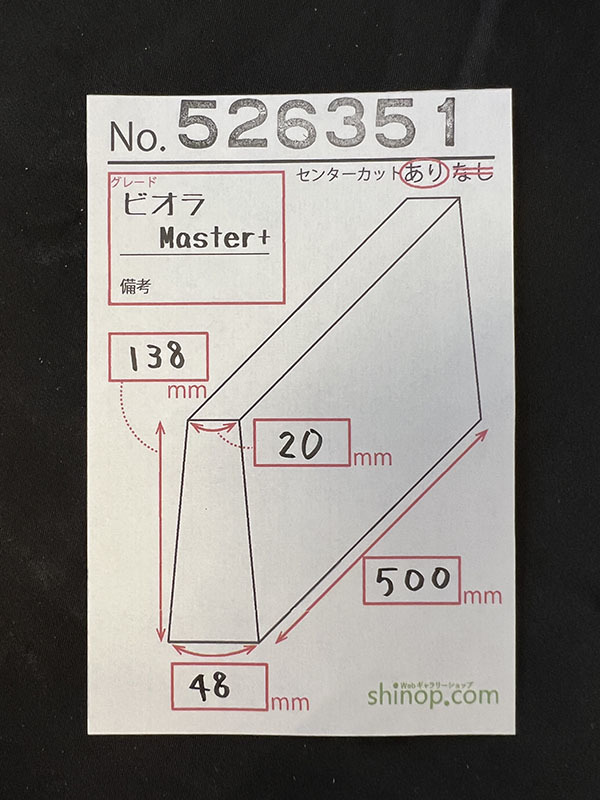 No. 526351
センターカット あり なし
グレード
ビオラ
Master+
備考
138 mm
20 mm
500 mm
48 mm
Webギャラリーショップ
shinop.com